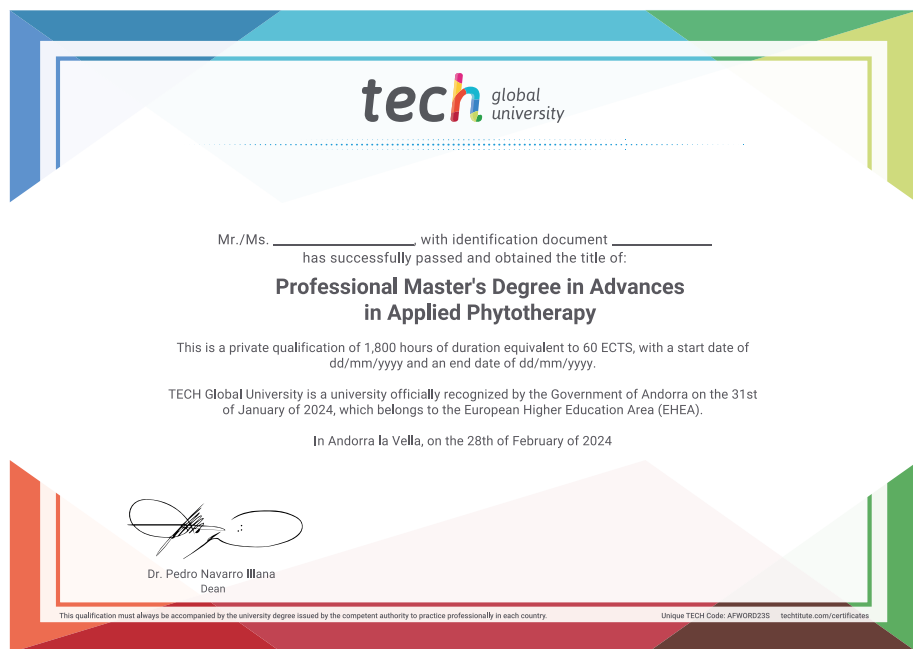 tech global
university
Mr./Ms. ____________, with identification document ____________
has successfully passed and obtained the title of:
Professional Master's Degree in Advances
in Applied Phytotherapy
This is a private qualification of 1,800 hours of duration equivalent to 60 ECTS, with a start date of
dd/mm/yyyy and an end date of dd/mm/yyyy.
TECH Global University is a university officially recognized by the Government of Andorra on the 31st
of January of 2024, which belongs to the European Higher Education Area (EHEA).
In Andorra la Vella, on the 28th of February of 2024
Dr. Pedro Navarro Illana
Dean
This qualification must always be accompanied by the university degree issued by the competent authority to practice professionally in each country.
Unique TECH Code: AFWORD23S techtitute.com/certificates